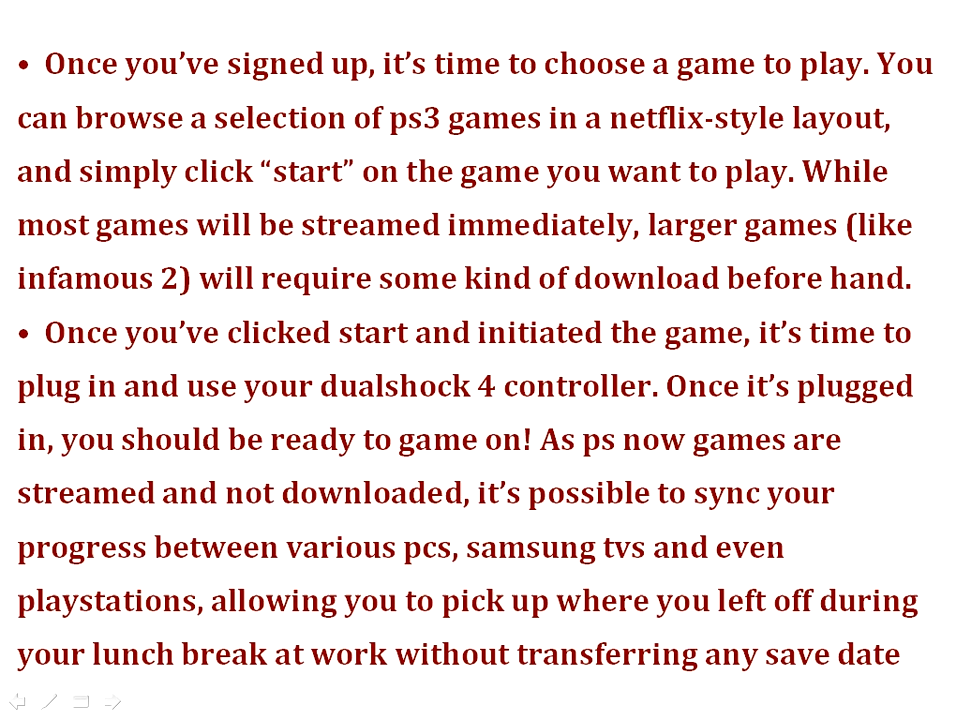 • Once you’ve signed up, it’s time to choose a game to play. You
can browse a selection of ps3 games in a netflix-style layout,
and simply click “start” on the game you want to play. While
most games will be streamed immediately, larger games (like
infamous 2) will require some kind of download before hand.
• Once you’ve clicked start and initiated the game, it’s time to
plug in and use your dualshock 4 controller. Once it’s plugged
in, you should be ready to game on! As ps now games are
streamed and not downloaded, it’s possible to sync your
progress between various pcs, samsung tvs and even
playstations, allowing you to pick up where you left off during
your lunch break at work without transferring any save date